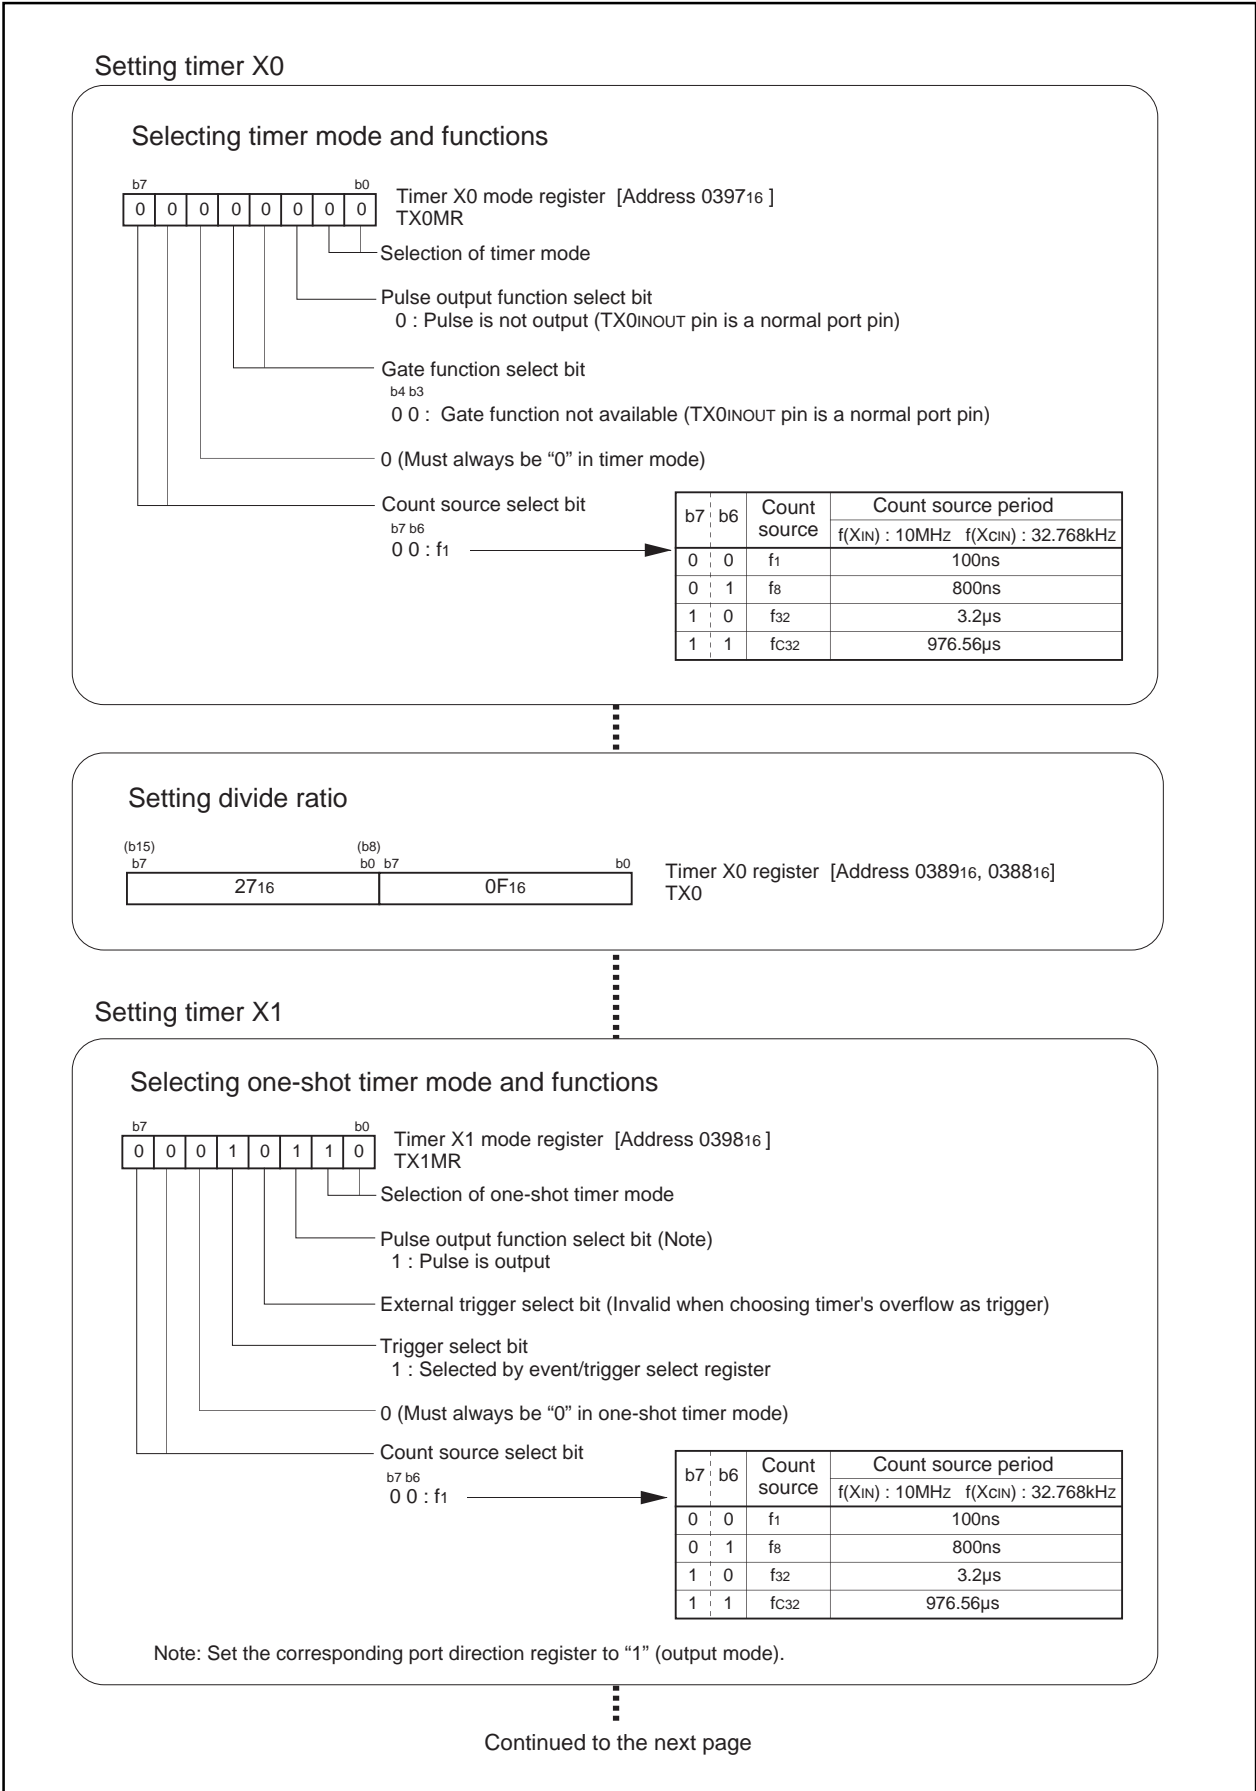 Setting timer X0
Selecting timer mode and functions
b7 b0
0 0 0 0 0 0 0 0
Timer X0 mode register [Address 039716 ]
TX0MR
Selection of timer mode
Pulse output function select bit
0 : Pulse is not output (TX0INOUT pin is a normal port pin)
Gate function select bit
b4 b3
0 0 : Gate function not available (TX0INOUT pin is a normal port pin)
0 (Must always be “0” in timer mode)
Count source select bit
b7 b6
0 0 : f1
b7 b6 Count source Count source period
f(XIN) : 10MHz f(XCIN) : 32.768kHz
0 0 f1 100ns
0 1 f8 800ns
1 0 f32 3.2µs
1 1 fC32 976.56µs
Setting divide ratio
(b15) (b8)
b7 b0 b7 b0
2716 0F16
Timer X0 register [Address 038916, 038816]
TX0
Setting timer X1
Selecting one-shot timer mode and functions
b7 b0
0 0 0 1 0 1 1 0
Timer X1 mode register [Address 039816 ]
TX1MR
Selection of one-shot timer mode
Pulse output function select bit (Note)
1 : Pulse is output
External trigger select bit (Invalid when choosing timer's overflow as trigger)
Trigger select bit
1 : Selected by event/trigger select register
0 (Must always be “0” in one-shot timer mode)
Count source select bit
b7 b6
0 0 : f1
b7 b6 Count source Count source period
f(XIN) : 10MHz f(XCIN) : 32.768kHz
0 0 f1 100ns
0 1 f8 800ns
1 0 f32 3.2µs
1 1 fC32 976.56µs
Note: Set the corresponding port direction register to “1” (output mode).
Continued to the next page